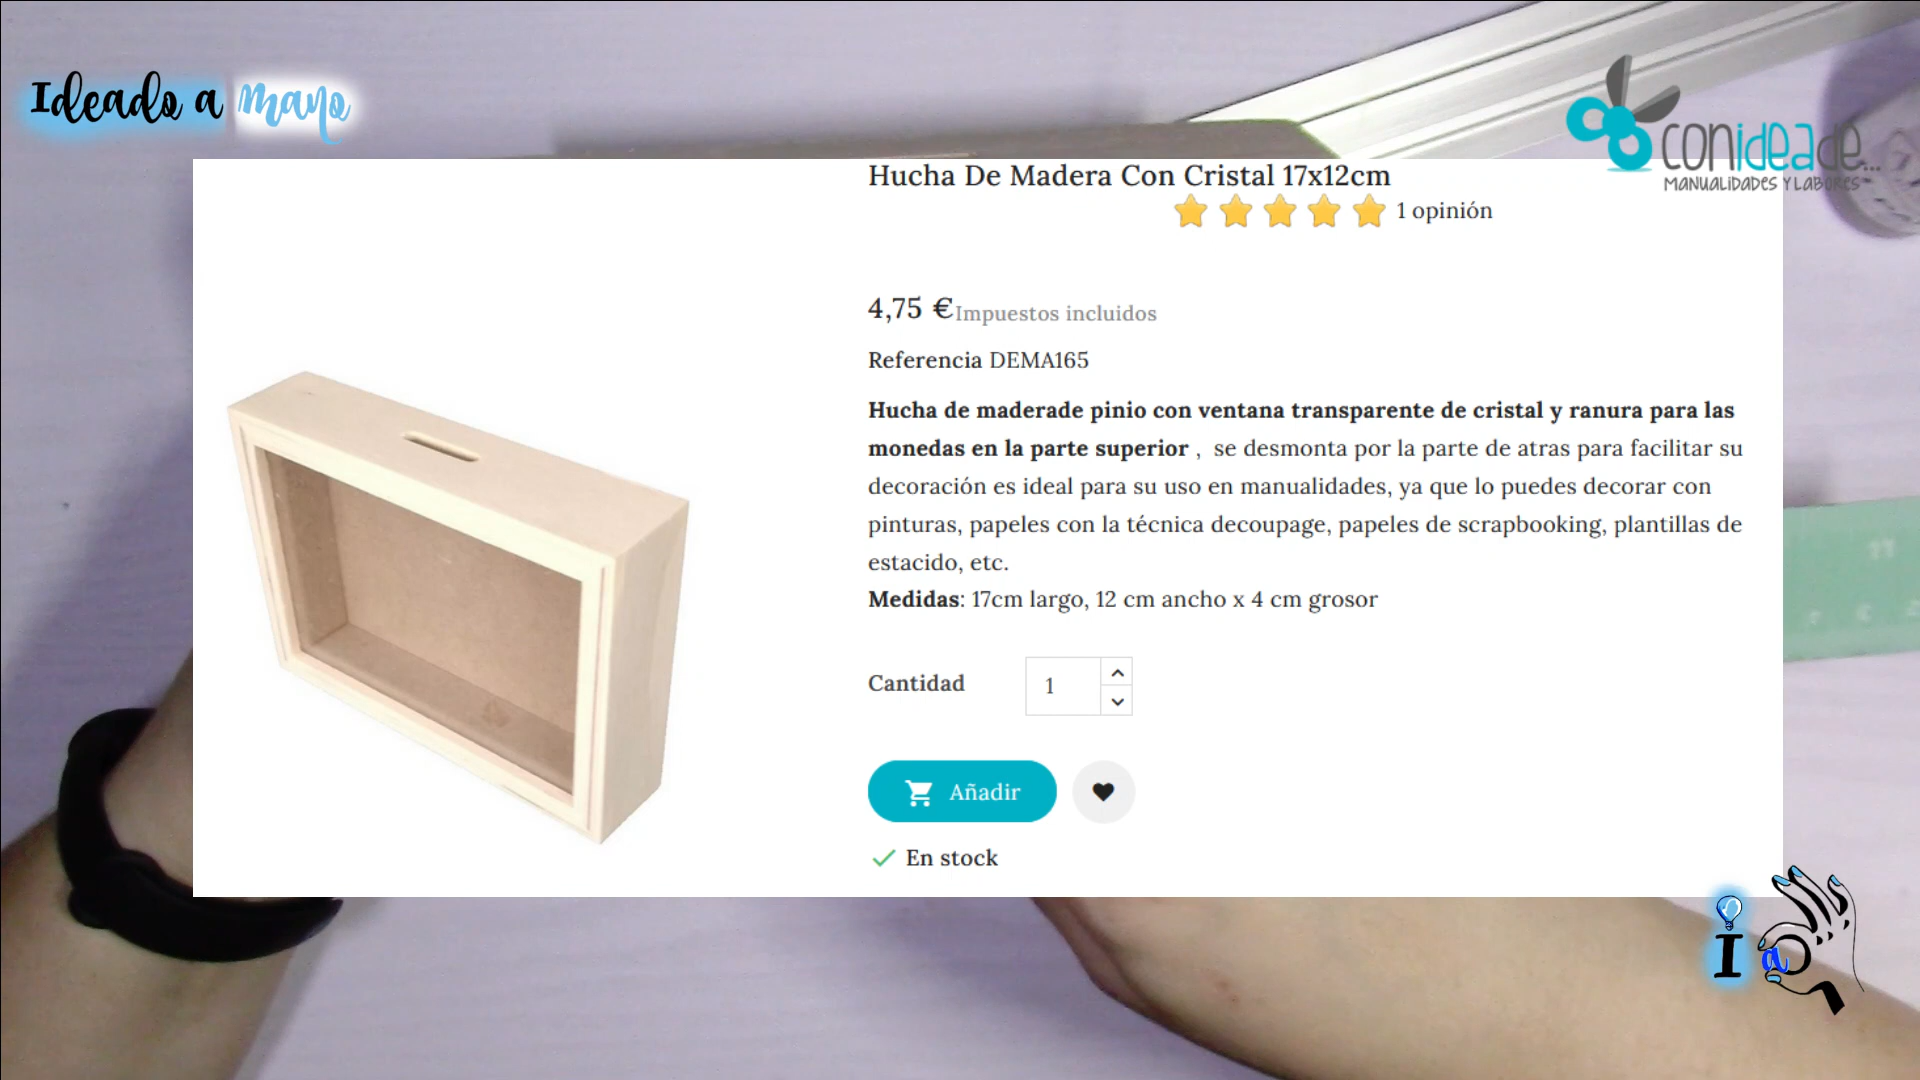 Ideado a mano
conideade...
MANUALIDADES Y LABORES
Hucha De Madera Con Cristal 17x12cm
1 opinión
4,75 € Impuestos incluidos
Referencia DEMA165
Hucha de maderade pinio con ventana transparente de cristal y ranura para las
monedas en la parte superior , se desmonta por la parte de atras para facilitar su
decoración es ideal para su uso en manualidades, ya que lo puedes decorar con
pinturas, papeles con la técnica decoupage, papeles de scrapbooking, plantillas de
estacido, etc.
Medidas: 17cm largo, 12 cm ancho x 4 cm grosor
Cantidad 1
Añadir
En stock
I a